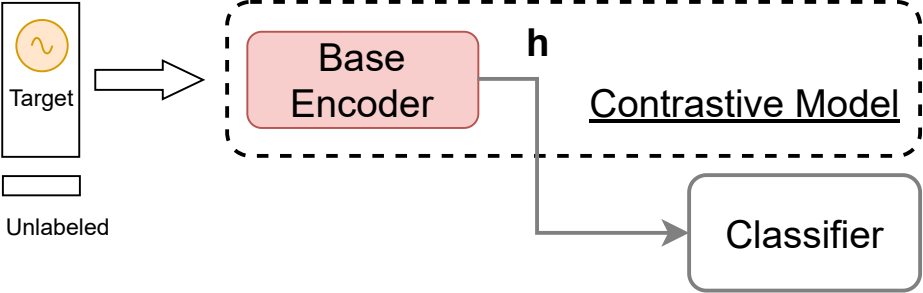 Target
Unlabeled
Base
Encoder
h
Contrastive Model
Classifier